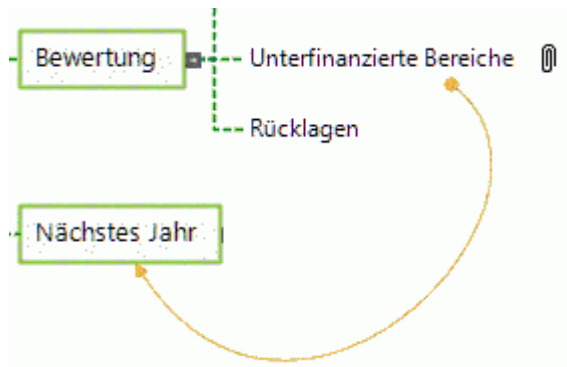 Bewertung
Unterfinanzierte Bereiche
Rücklagen
Nächstes Jahr